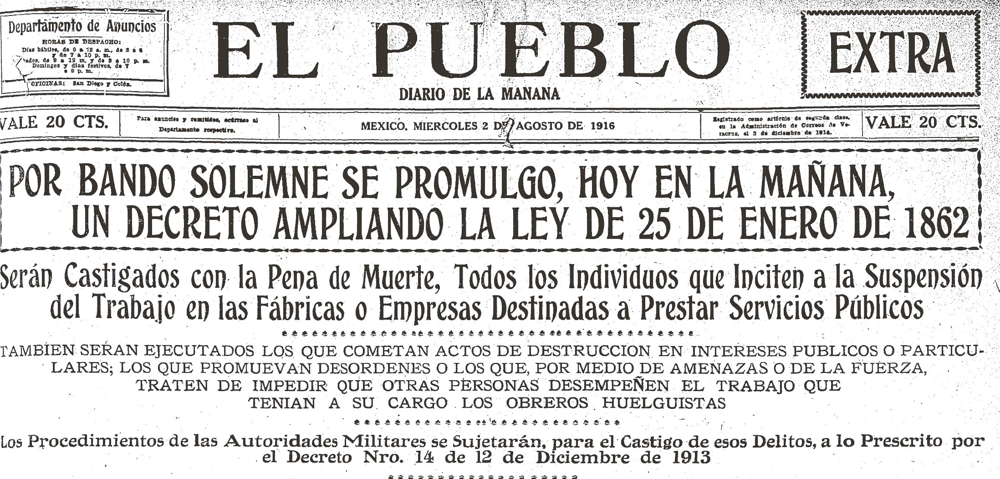 Departamento de Anuncios
HORAS DE DESPACHO:
Días hábiles, de 9 a 12 a. m., de 3 a 6
y de 7 a 10 p. m.
de 9 a 12 m. y de 3 a 10 p. m.
Domingos y días festivos, de 7
a 9 p. m.
OFICINAS: San Diego y Colón.
EL PUEBLO
DIARIO DE LA MANANA
EXTRA
VALE 20 CTS.
Para anuncios y remitidos, ocúrrase al
Departamento respectivo.
MEXICO, MIERCOLES 2 DE AGOSTO DE 1916
Registrado como artículo de segunda clase,
en la Administración de Correos de Ve-
racruz, el 3 de diciembre de 1914.
VALE 20 CTS.
POR BANDO SOLEMNE SE PROMULGO, HOY EN LA MAÑANA,
UN DECRETO AMPLIANDO LA LEY DE 25 DE ENERO DE 1862
Serán Castigados con la Pena de Muerte, Todos los Individuos que Inciten a la Suspensión
del Trabajo en las Fábricas o Empresas Destinadas a Prestar Servicios Públicos
TAMBIEN SERAN EJECUTADOS LOS QUE COMETAN ACTOS DE DESTRUCCION EN INTERESES PUBLICOS O PARTICU-
LARES; LOS QUE PROMUEVAN DESORDENES O LOS QUE, POR MEDIO DE AMENAZAS O DE LA FUERZA,
TRATEN DE IMPEDIR QUE OTRAS PERSONAS DESEMPEÑEN EL TRABAJO QUE
TENIAN A SU CARGO LOS OBREROS HUELGUISTAS
Los Procedimientos de las Autoridades Militares se Sujetarán, para el Castigo de esos Delitos, a lo Prescrito por
el Decreto Nro. 14 de 12 de Diciembre de 1913